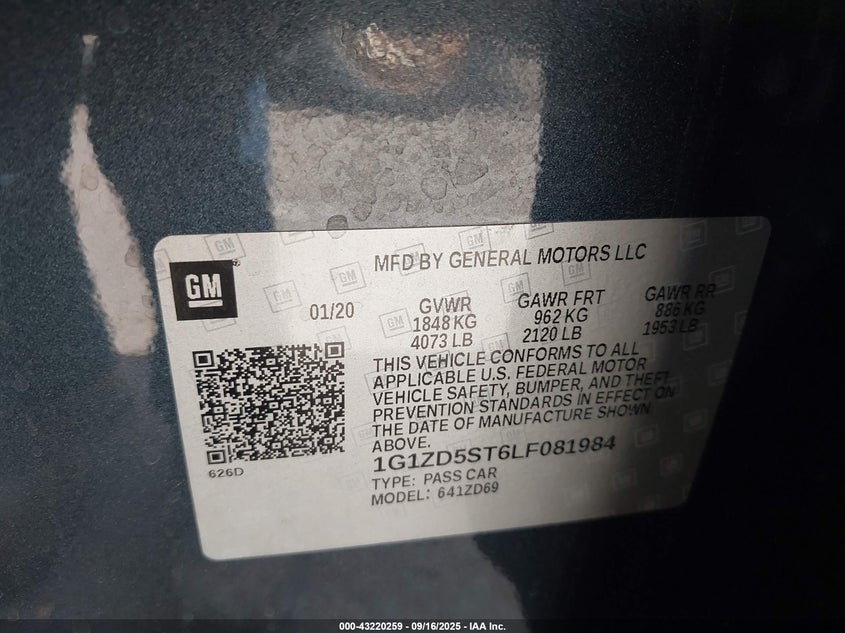 MFD BY GENERAL MOTORS LLC
GM
01/20
GVWR
1848 KG
4073 LB
GAWR FRT
962 KG
2120 LB
GAWR RR
886 KG
1953 LB
THIS VEHICLE CONFORMS TO ALL
APPLICABLE U.S. FEDERAL MOTOR
VEHICLE SAFETY, BUMPER, AND THEFT
PREVENTION STANDARDS IN EFFECT ON
THE DATE OF MANUFACTURE SHOWN
ABOVE.
1G1ZD5ST6LF081984
TYPE: PASS CAR
MODEL: 641ZD69
626D
000-43220259 - 09/16/2025 - IAA Inc.